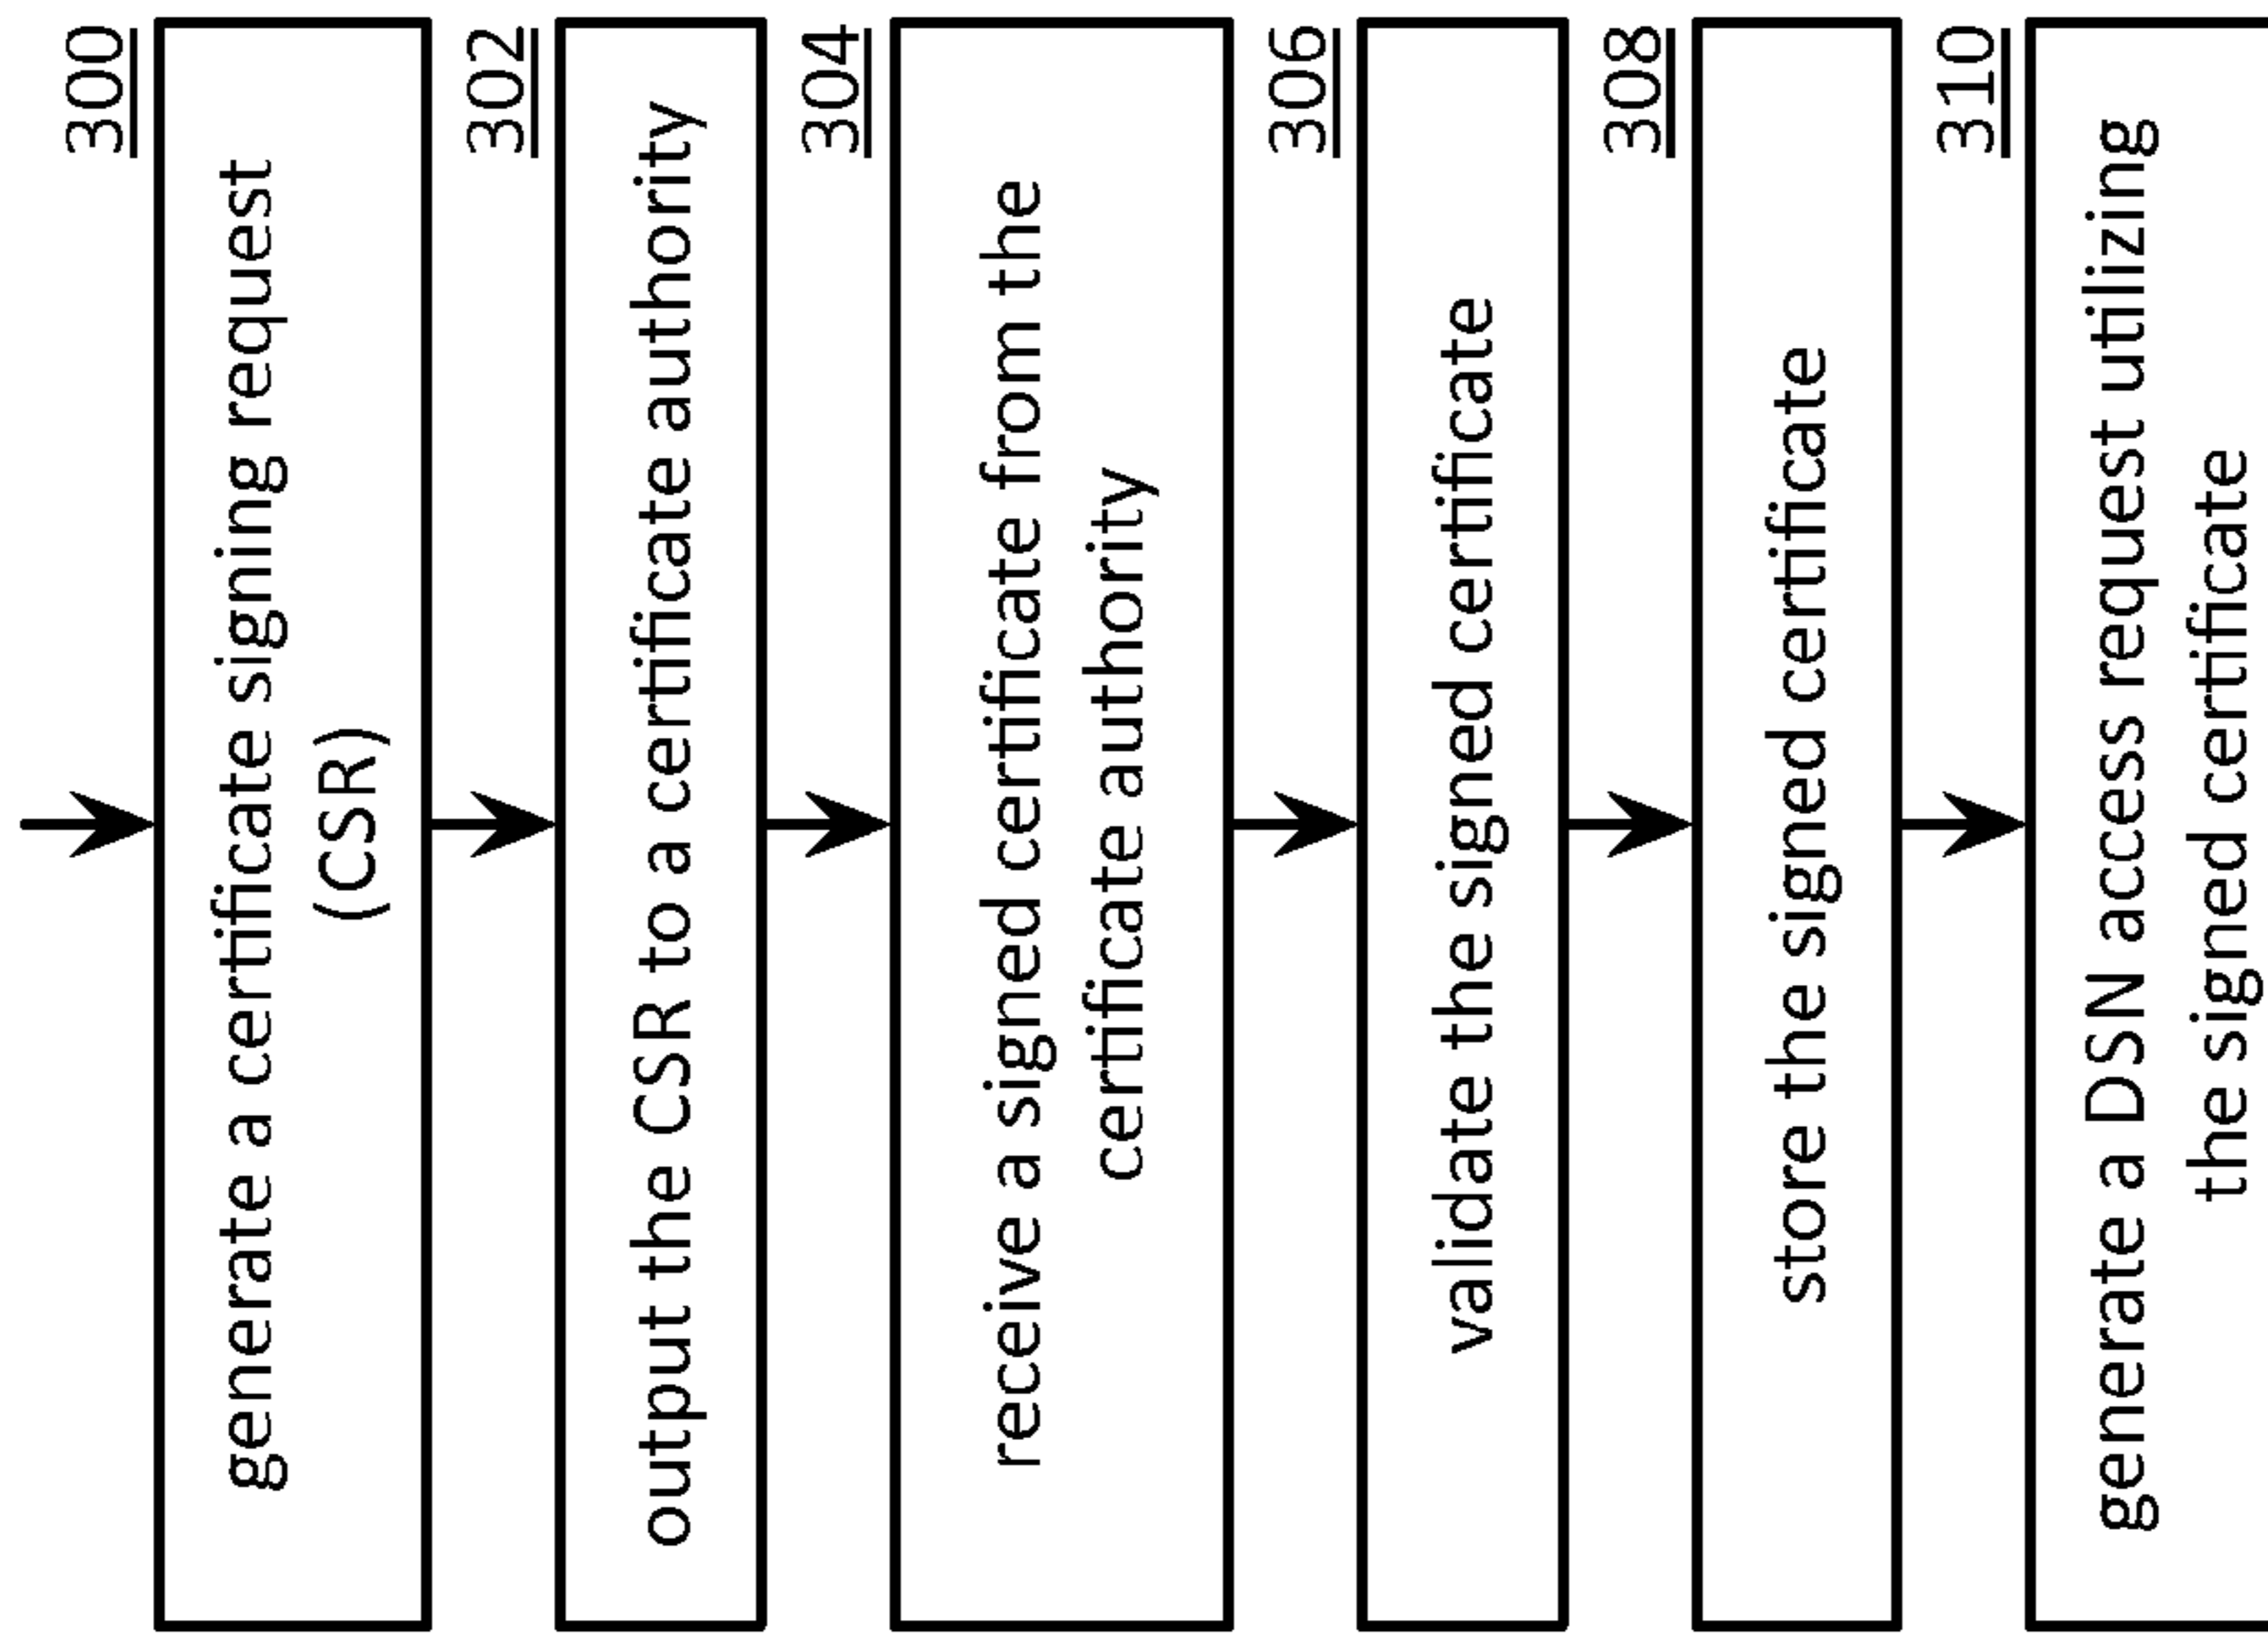 300
generate a certificate signing request
(CSR)
302
output the CSR to a certificate authority
304
receive a signed certificate from the
certificate authority
306
validate the signed certificate
308
store the signed certificate
310
generate a DSN access request utilizing
the signed certificate